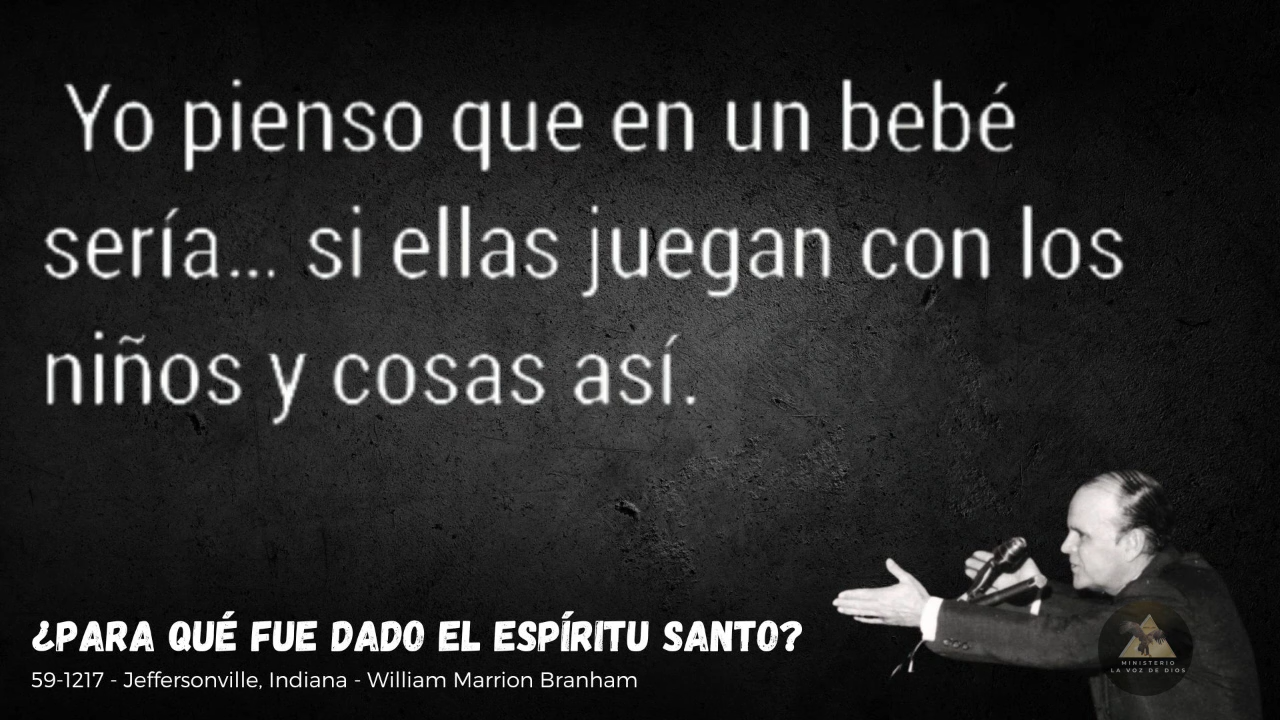 Yo pienso que en un bebé
sería... si ellas juegan con los
niños y cosas así.
¿PARA QUÉ FUE DADO EL ESPÍRITU SANTO?
59-1217 - Jeffersonville, Indiana - William Marrion Branham
MINISTERIO
LA VOZ DE DIOS